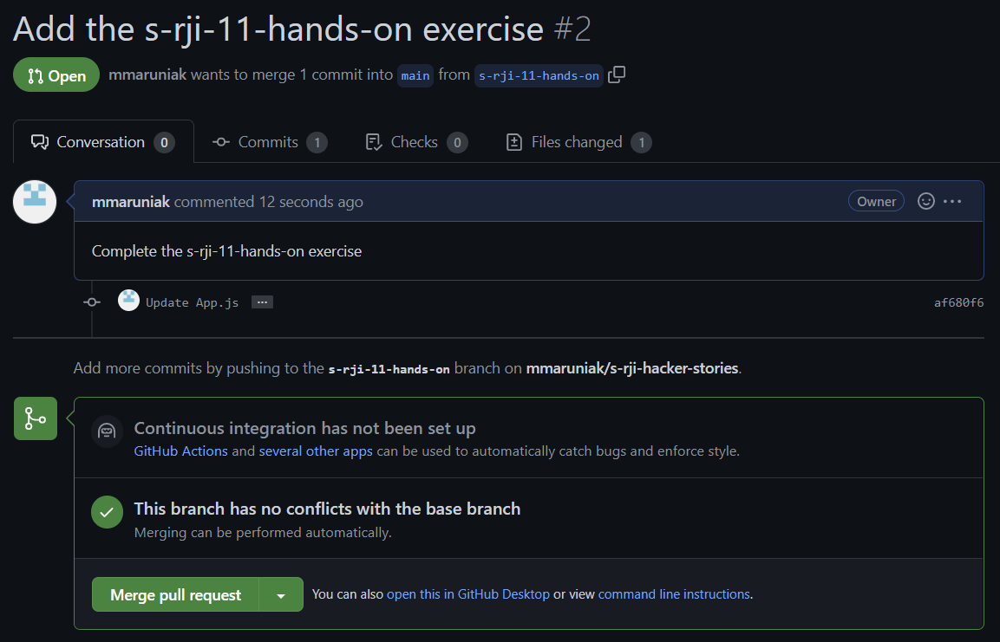 Add the s-rji-11-hands-on exercise #2
Open mmaruniak wants to merge 1 commit into main from s-rji-11-hands-on
Conversation 0 Commits 1 Checks 0 Files changed 1
mmaruniak commented 12 seconds ago Owner
Complete the s-rji-11-hands-on exercise
Update App.js ... af680f6
Add more commits by pushing to the s-rji-11-hands-on branch on mmaruniak/s-rji-hacker-stories.
Continuous integration has not been set up
GitHub Actions and several other apps can be used to automatically catch bugs and enforce style.
This branch has no conflicts with the base branch
Merging can be performed automatically.
Merge pull request You can also open this in GitHub Desktop or view command line instructions.